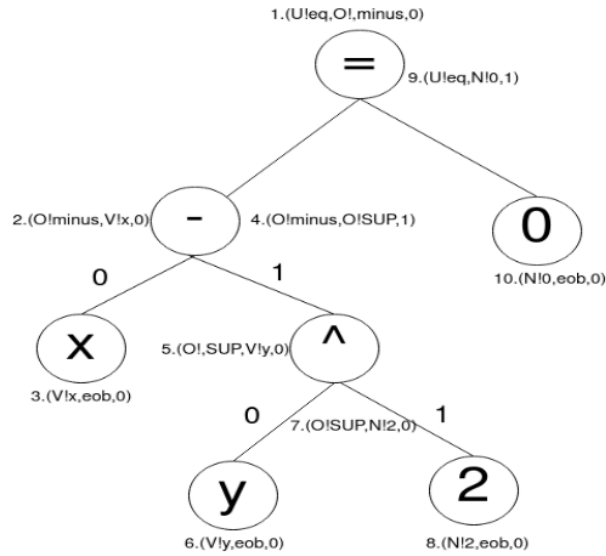 1.(U!eq,O!,minus,0)
=
9.(U!eq,N!0,1)
2.(O!minus,V!x,0)
-
4.(O!minus,O!SUP,1)
0
10.(N!0,eob,0)
0
1
x
5.(O!,SUP,V!y,0)
^
3.(V!x,eob,0)
0
7.(O!SUP,N!2,0)
1
y
2
6.(V!y,eob,0)
8.(N!2,eob,0)